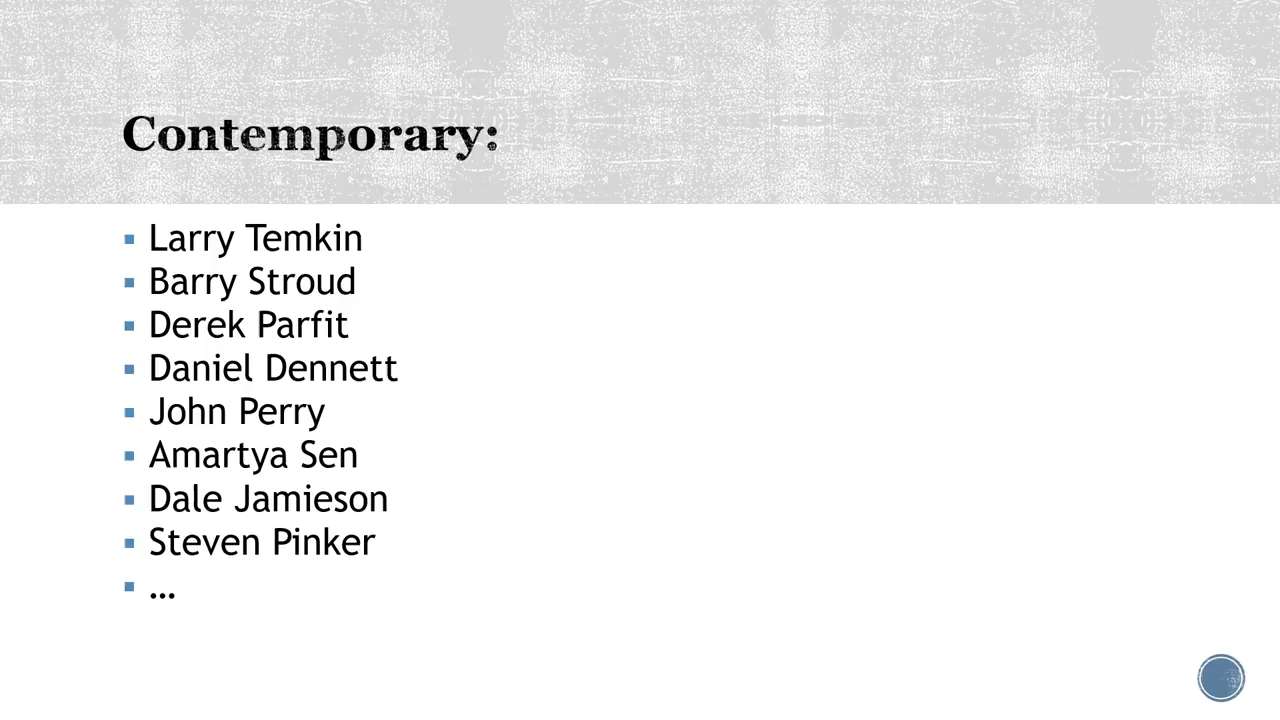 Contemporary:
Larry Temkin
Barry Stroud
Derek Parfit
Daniel Dennett
John Perry
Amartya Sen
Dale Jamieson
Steven Pinker
…